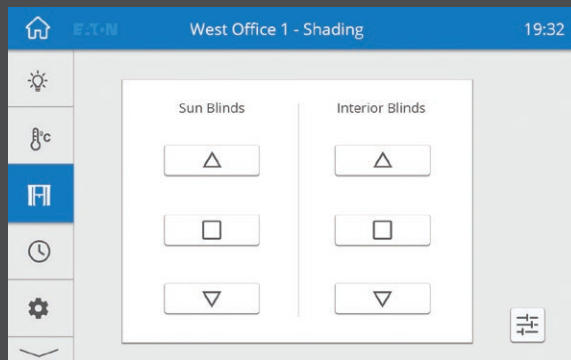 EATON
West Office 1 - Shading
19:32
°C
Sun Blinds
Interior Blinds